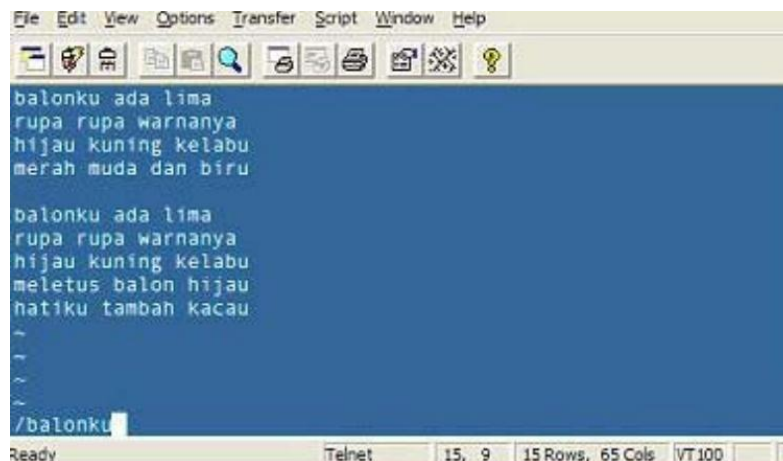 File Edit View Options Transfer Script Window Help
balonku ada lima
rupa rupa warnanya
hijau kuning kelabu
merah muda dan biru
balonku ada lima
rupa rupa warnanya
hijau kuning kelabu
meletus balon hijau
hatiku tambah kacau
~
~
~
~
/balonku
Ready Telnet 15, 9 15 Rows, 65 Cols VT100